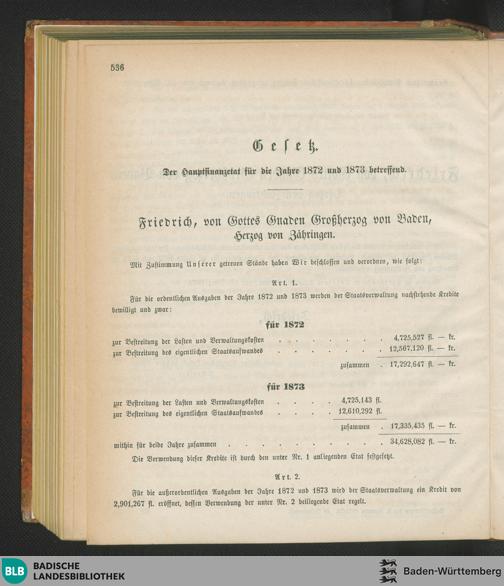 536
Gesetz.
Der Hauptfinanzetat für die Jahre 1872 und 1873 betreffend.
Friedrich, von Gottes Gnaden Großherzog von Baden,
Herzog von Zähringen.
Mit Zustimmung Unserer getreuen Stände haben Wir beschlossen und verordnen, wie folgt:
Art. 1.
Für die ordentlichen Ausgaben der Jahre 1872 und 1873 werden der Staatsverwaltung nachstehende Kredite
bewilligt und zwar:
für 1872
zur Bestreitung der Lasten und Verwaltungskosten . . . . . . . 4,725,527 fl. — kr.
zur Bestreitung des eigentlichen Staatsaufwandes . . . . . . . 12,567,120 fl. — kr.
zusammen . 17,292,647 fl. — kr.
für 1873
zur Bestreitung der Lasten und Verwaltungskosten . . . . 4,725,143 fl.
zur Bestreitung des eigentlichen Staatsaufwandes . . . . 12,610,292 fl.
zusammen . 17,335,435 fl. — kr.
mithin für beide Jahre zusammen . . . . . . . . . 34,628,082 fl. — kr.
Die Verwendung dieser Kredite ist durch den unter Nr. 1 anliegenden Etat festgesetzt.
Art. 2.
Für die außerordentlichen Ausgaben der Jahre 1872 und 1873 wird der Staatsverwaltung ein Kredit von
2,901,267 fl. eröffnet, dessen Verwendung der unter Nr. 2 beiliegende Etat regelt.
BLB BADISCHE
LANDESBIBLIOTHEK
Baden-Württemberg